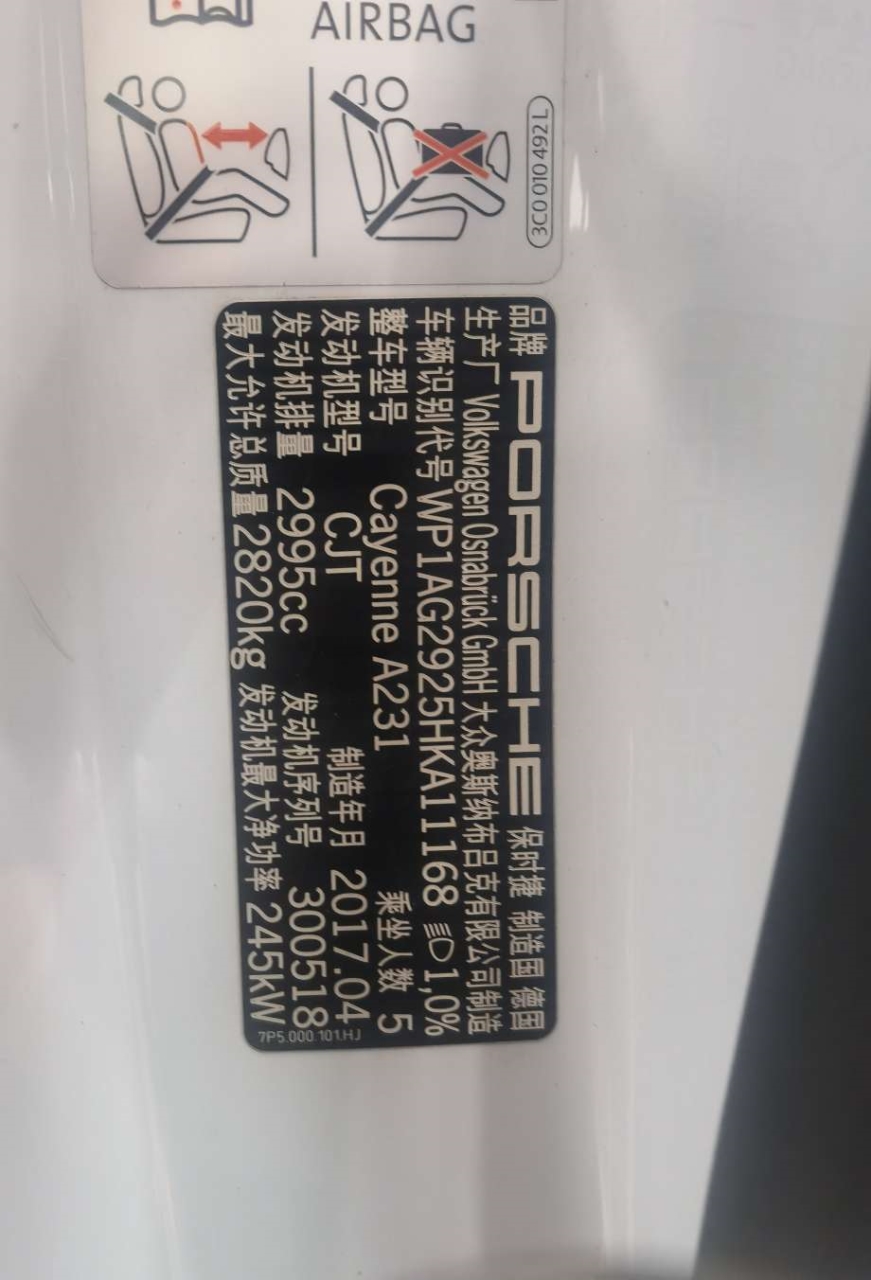 AIRBAG
3C0 010 492 L
品牌 PORSCHE 保时捷 制造国 德国
生产厂 Volkswagen Osnabrück GmbH 大众奥斯纳布吕克有限公司制造
车辆识别代号 WP1AG2925HKA11168 1,0%
整车型号 Cayenne A231 乘坐人数 5
发动机型号 CJT 制造年月 2017.04
发动机排量 2995cc 发动机序列号 300518
最大允许总质量 2820kg 发动机最大净功率 245kW
7P5.000.101.HJ